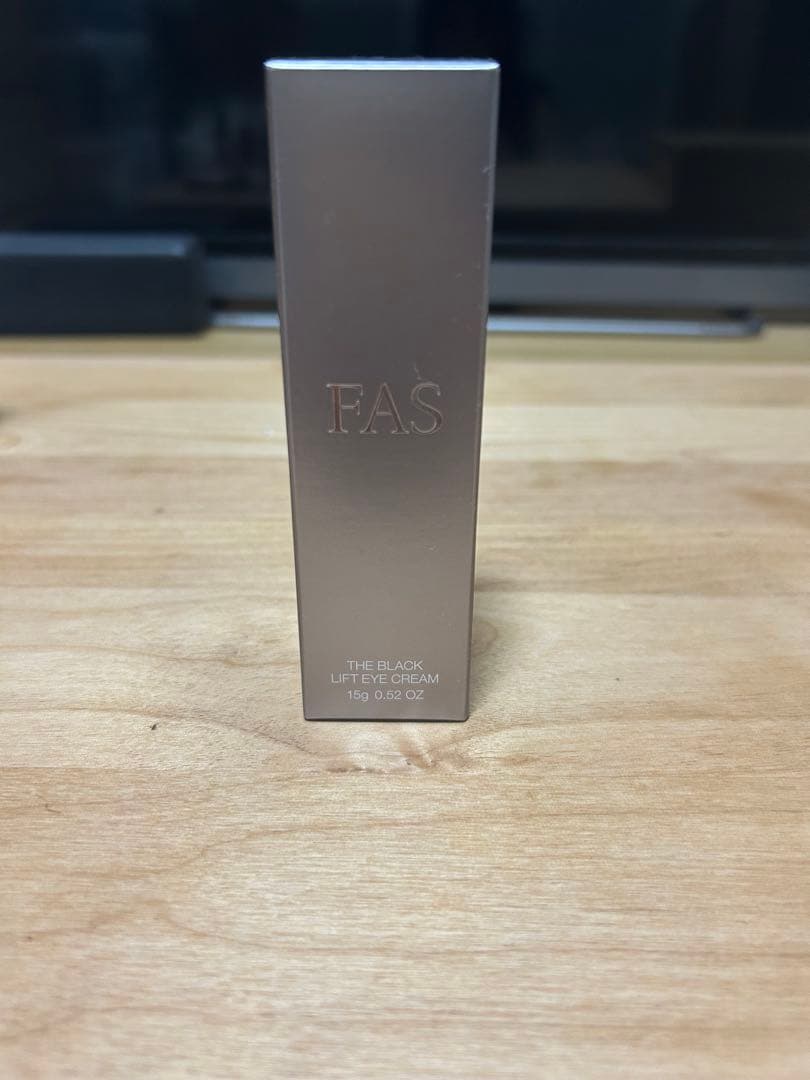 FAS
THE BLACK
LIFT EYE CREAM
15g 0.52 OZ